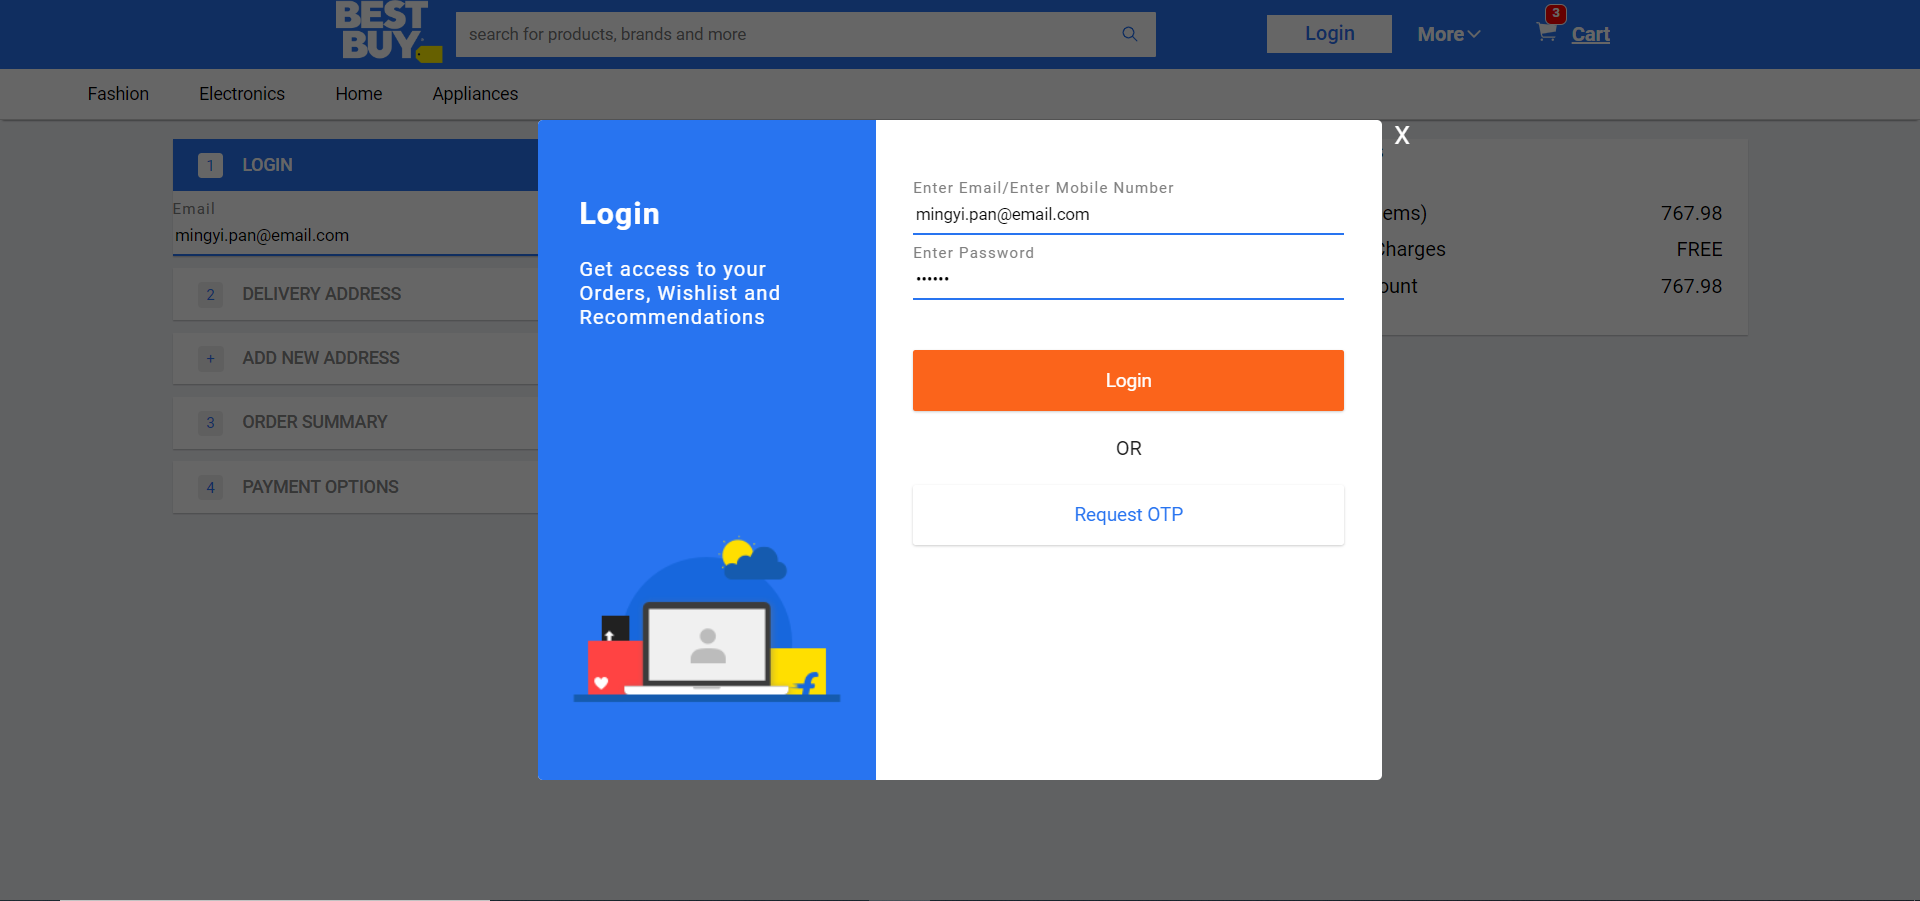 BEST
BUY
search for products, brands and more
Login
More
3
Cart
Fashion
Electronics
Home
Appliances
1
LOGIN
Email
mingyi.pan@email.com
2
DELIVERY ADDRESS
+
ADD NEW ADDRESS
3
ORDER SUMMARY
4
PAYMENT OPTIONS
Login
Get access to your
Orders, Wishlist and
Recommendations
Enter Email/Enter Mobile Number
mingyi.pan@email.com
Enter Password
••••••
Login
OR
Request OTP
X
ems)
767.98
Charges
FREE
ount
767.98